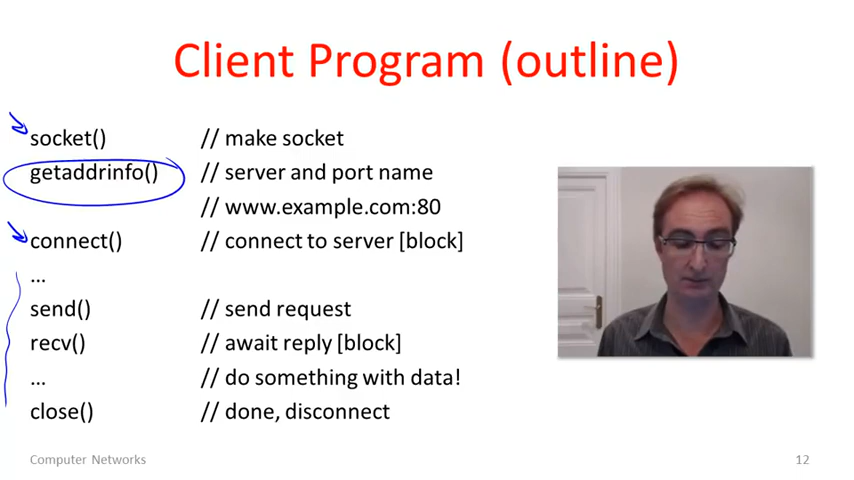 Client Program (outline)
socket() // make socket
getaddrinfo() // server and port name
// www.example.com:80
connect() // connect to server [block]
...
send() // send request
recv() // await reply [block]
... // do something with data!
close() // done, disconnect
Computer Networks 12